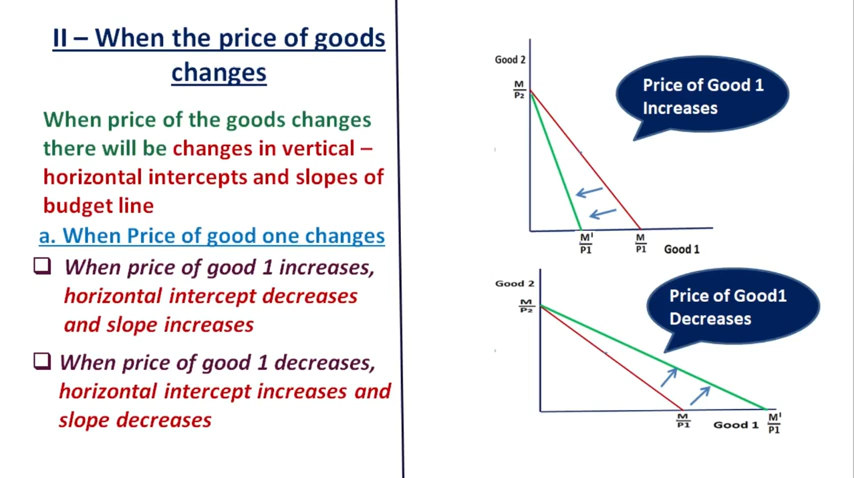 II – When the price of goods
changes
When price of the goods changes
there will be changes in vertical –
horizontal intercepts and slopes of
budget line
a. When Price of good one changes
When price of good 1 increases,
horizontal intercept decreases
and slope increases
When price of good 1 decreases,
horizontal intercept increases and
slope decreases
Good 2
M
P2
Price of Good 1
Increases
M'
P1
M
P1
Good 1
Good 2
M
P2
Price of Good1
Decreases
M
P1
Good 1
M'
P1